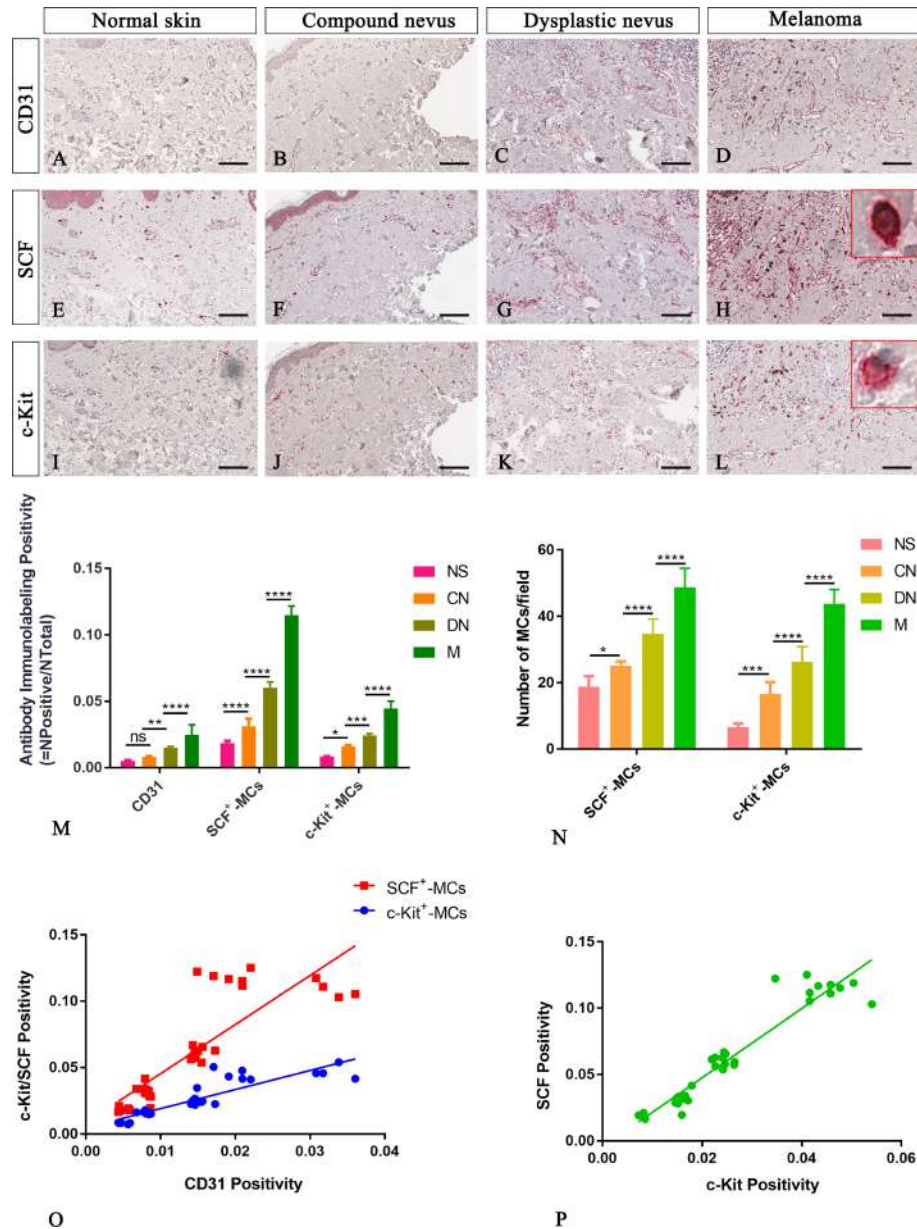 Normal skin Compound nevus Dysplastic nevus Melanoma
CD31
A B C D
SCF
E F G H
c-Kit
I J K L
Antibody Immunolabeling Positivity
(=NPositive/NTotal)
0.15
0.10
0.05
0.00
NS
CN
DN
M
ns ** ****
**** **** ****
* *** ****
CD31 SCF⁺-MCs c-Kit⁺-MCs
M
Number of MCs/field
60
40
20
0
NS
CN
DN
M
* **** ****
*** **** ****
SCF⁺-MCs c-Kit⁺-MCs
N
SCF⁺-MCs
c-Kit⁺-MCs
c-Kit/SCF Positivity
0.15
0.10
0.05
0.00
0.00 0.01 0.02 0.03 0.04
CD31 Positivity
O
SCF Positivity
0.15
0.10
0.05
0.00
0.00 0.02 0.04 0.06
c-Kit Positivity
P